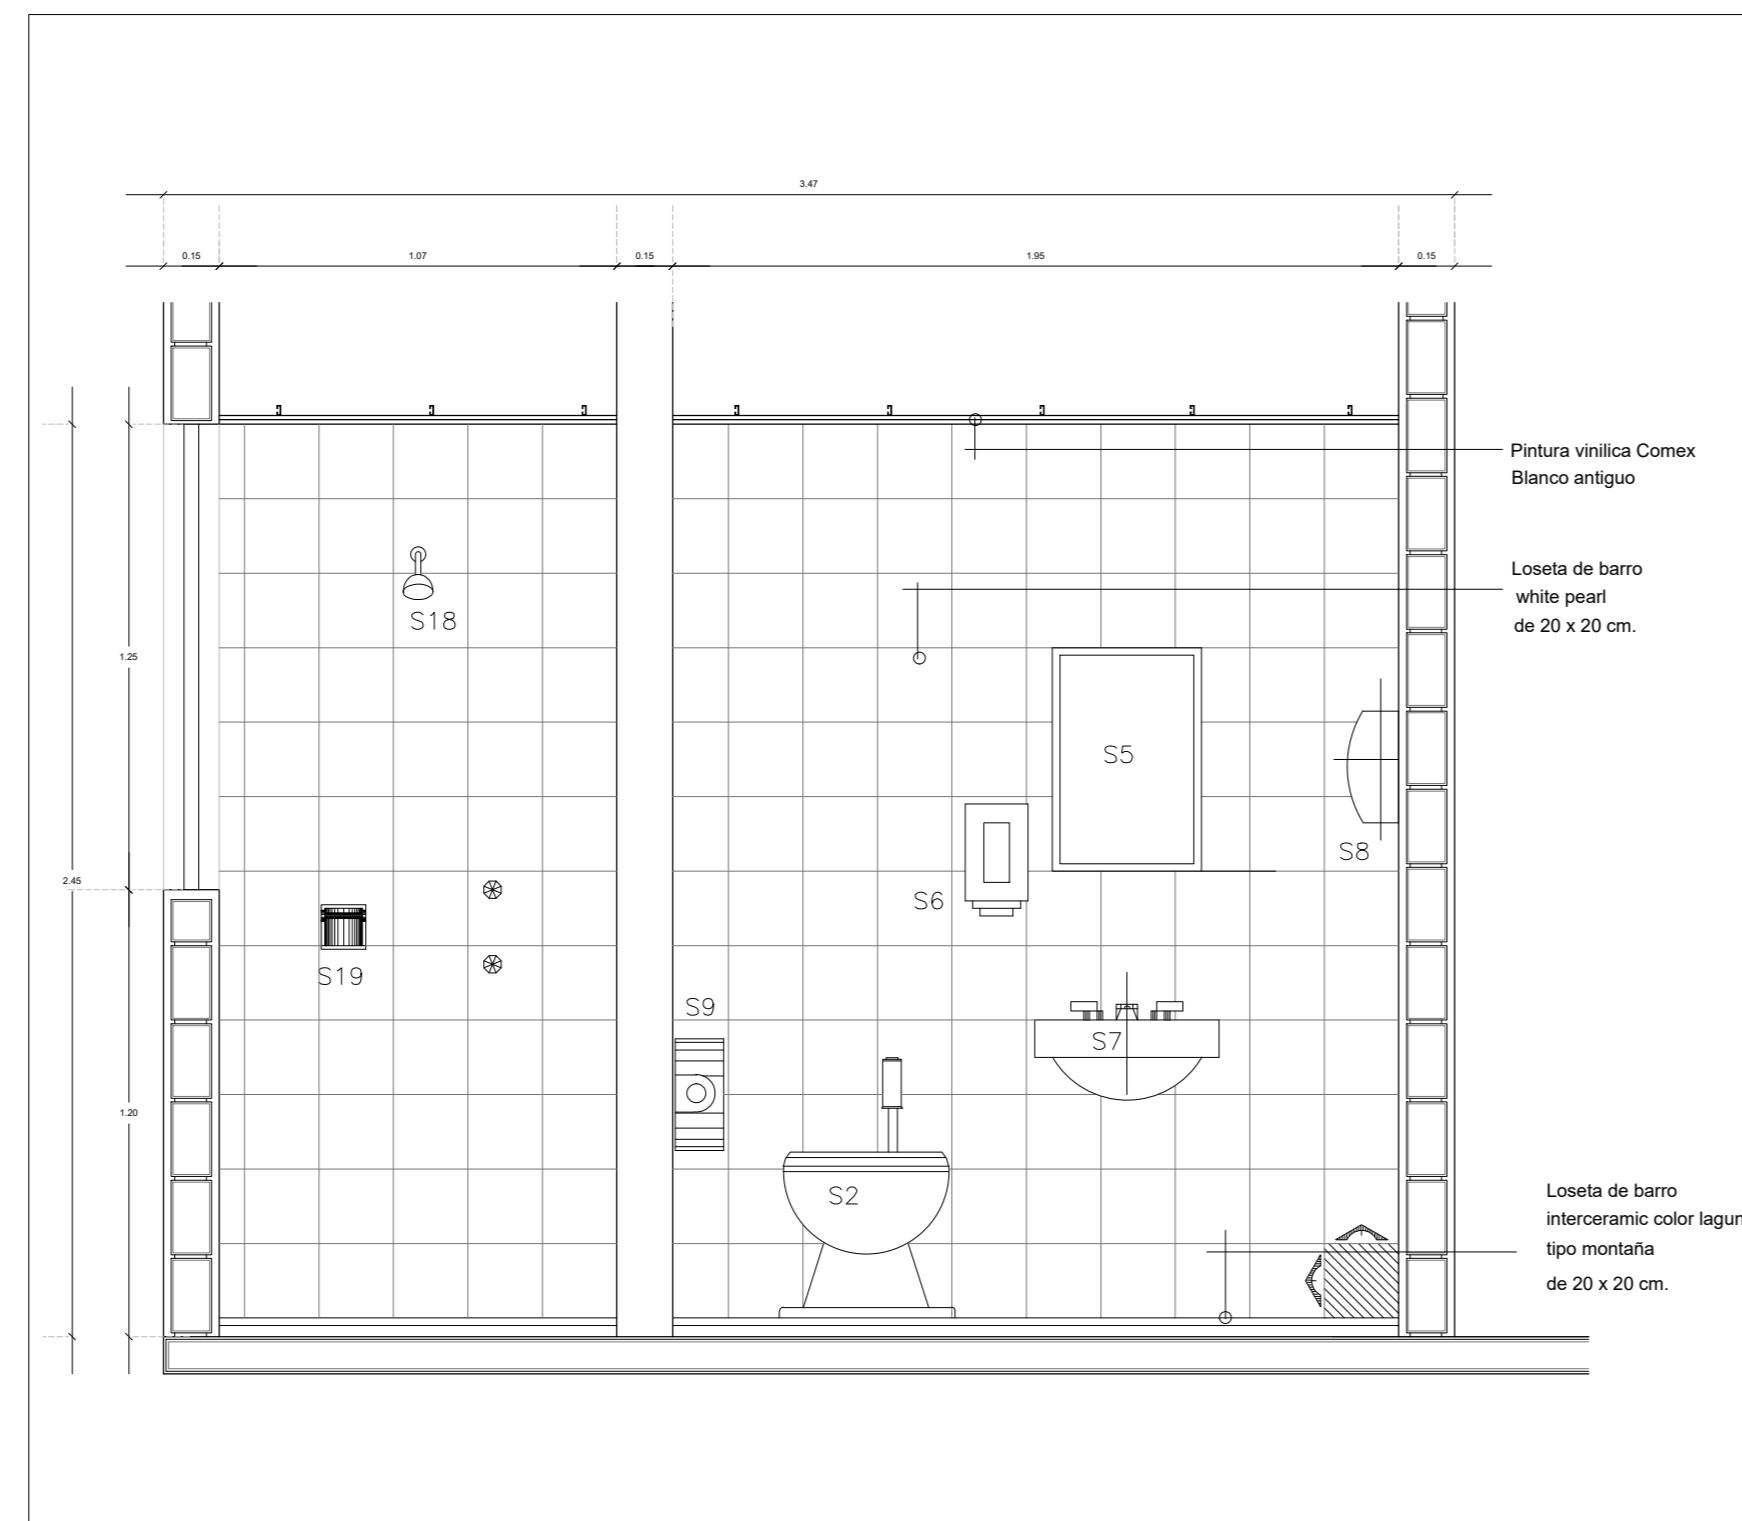 3.47
0.15
1.07
0.15
1.95
0.15
Pintura vinilica Comex
Blanco antiguo
Loseta de barro
white pearl
de 20 x 20 cm.
S18
1.25
S5
S8
2.45
S6
S19
S9
S7
1.20
S2
Loseta de barro
interceramic color lagun
tipo montaña
de 20 x 20 cm.